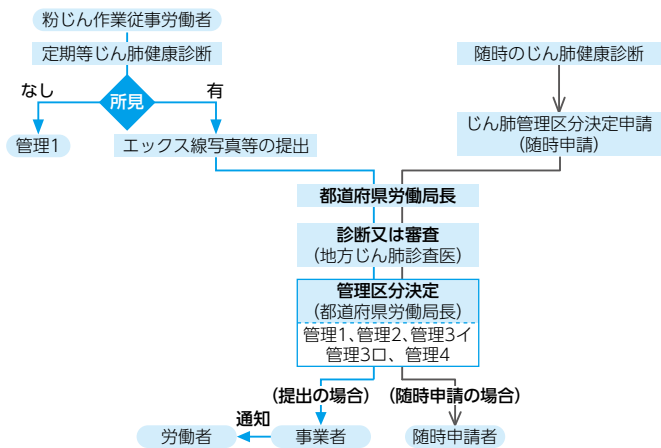 粉じん作業従事労働者
定期等じん肺健康診断
随時のじん肺健康診断
なし
所見
有
管理1
エックス線写真等の提出
じん肺管理区分決定申請
(随時申請)
都道府県労働局長
診断又は審査
(地方じん肺診査医)
管理区分決定
(都道府県労働局長)
管理1、管理2、管理3イ
管理3ロ、管理4
(提出の場合)
(随時申請の場合)
通知
労働者
事業者
随時申請者